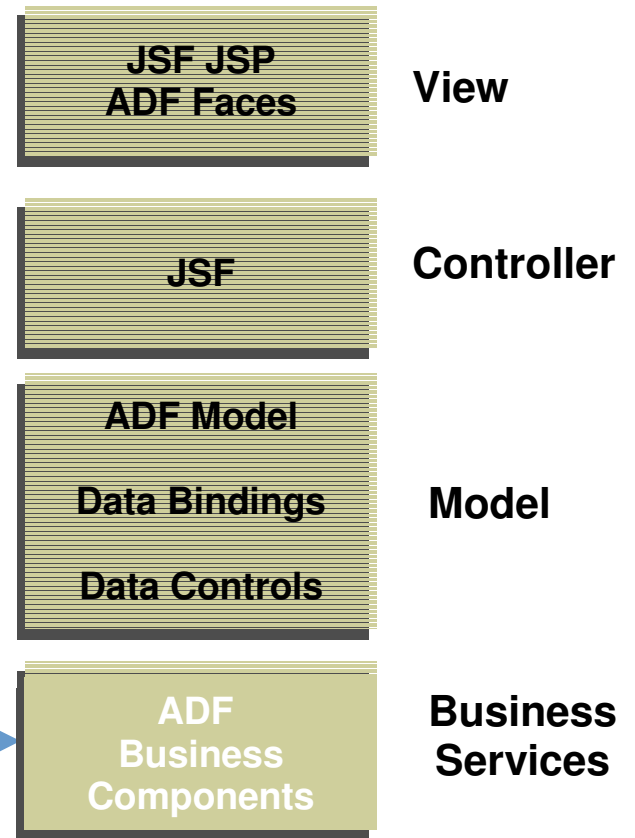 JSF JSP
ADF Faces
View
JSF
Controller
ADF Model
Data Bindings
Data Controls
Model
ADF
Business
Components
Business
Services